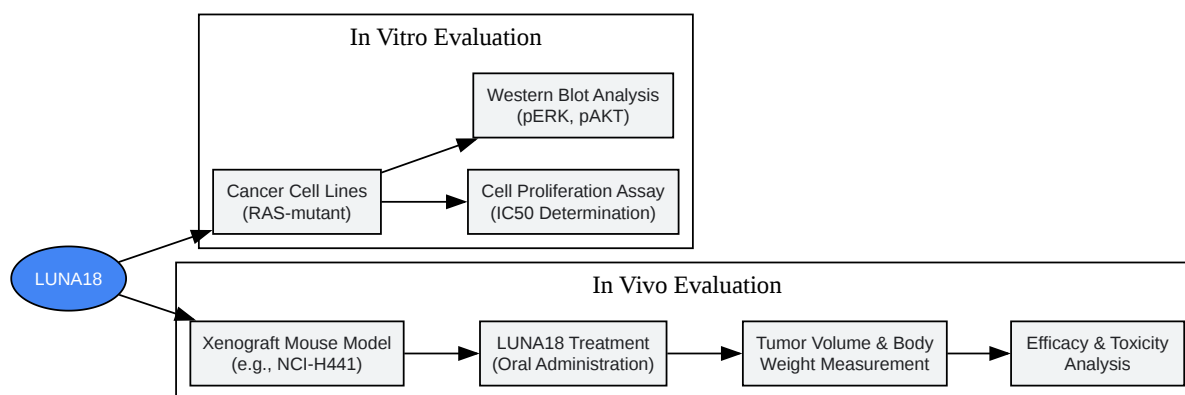 In Vitro Evaluation
Western Blot Analysis
(pERK, pAKT)
Cancer Cell Lines
(RAS-mutant)
Cell Proliferation Assay
(IC50 Determination)
LUNA18
In Vivo Evaluation
Xenograft Mouse Model
(e.g., NCI-H441)
LUNA18 Treatment
(Oral Administration)
Tumor Volume & Body
Weight Measurement
Efficacy & Toxicity
Analysis